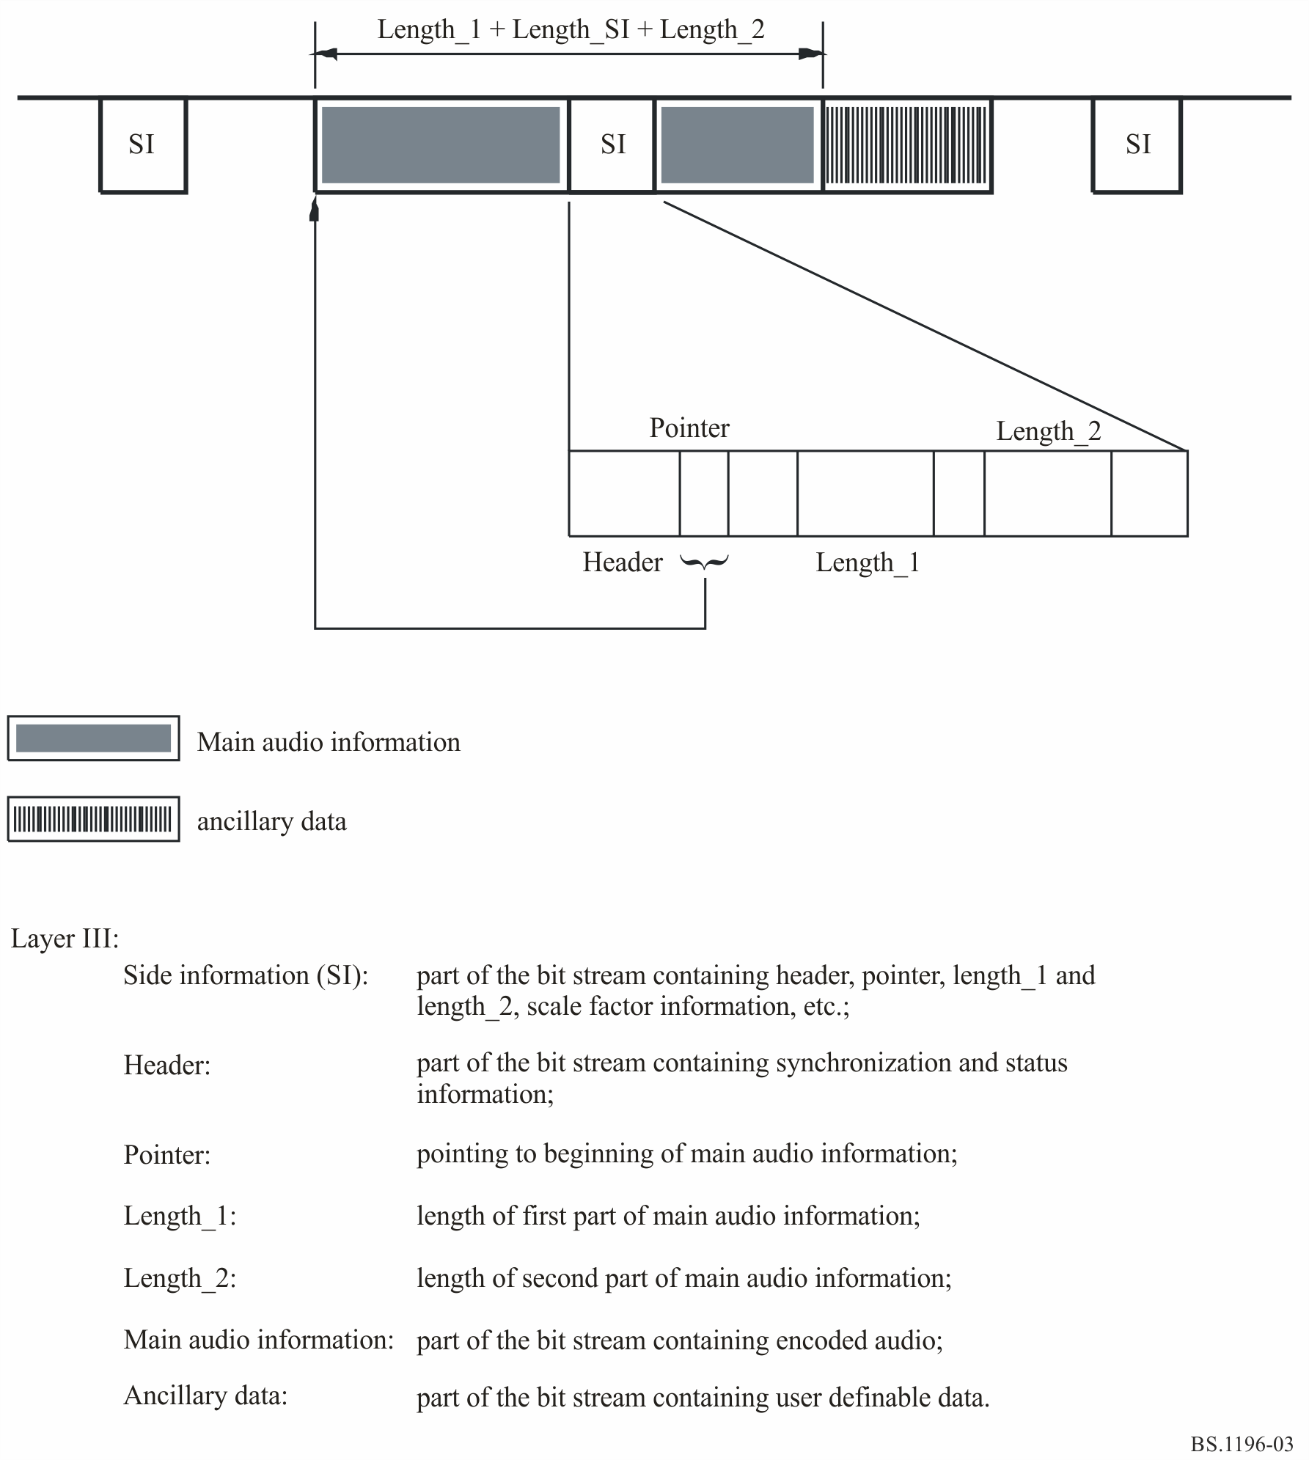 Length_1 + Length_SI + Length_2
SI
SI
SI
Pointer
Length_2
Header
Length_1
Main audio information
ancillary data
Layer III:
Side information (SI): part of the bit stream containing header, pointer, length_1 and
length_2, scale factor information, etc.;
Header: part of the bit stream containing synchronization and status
information;
Pointer: pointing to beginning of main audio information;
Length_1: length of first part of main audio information;
Length_2: length of second part of main audio information;
Main audio information: part of the bit stream containing encoded audio;
Ancillary data: part of the bit stream containing user definable data.
BS.1196-03